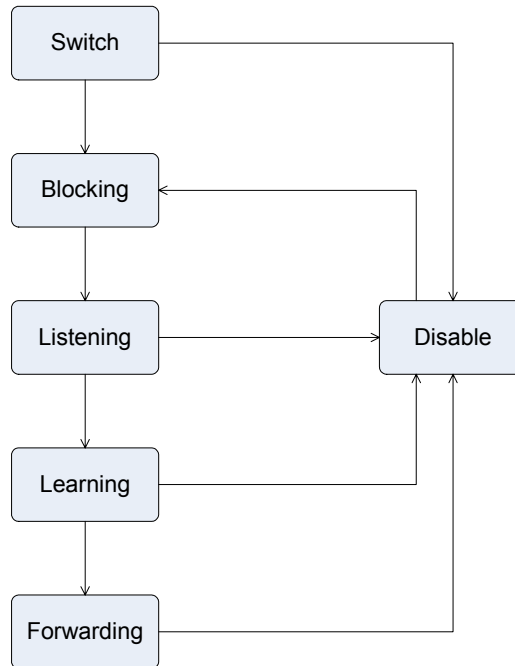 Switch
Blocking
Listening
Disable
Learning
Forwarding